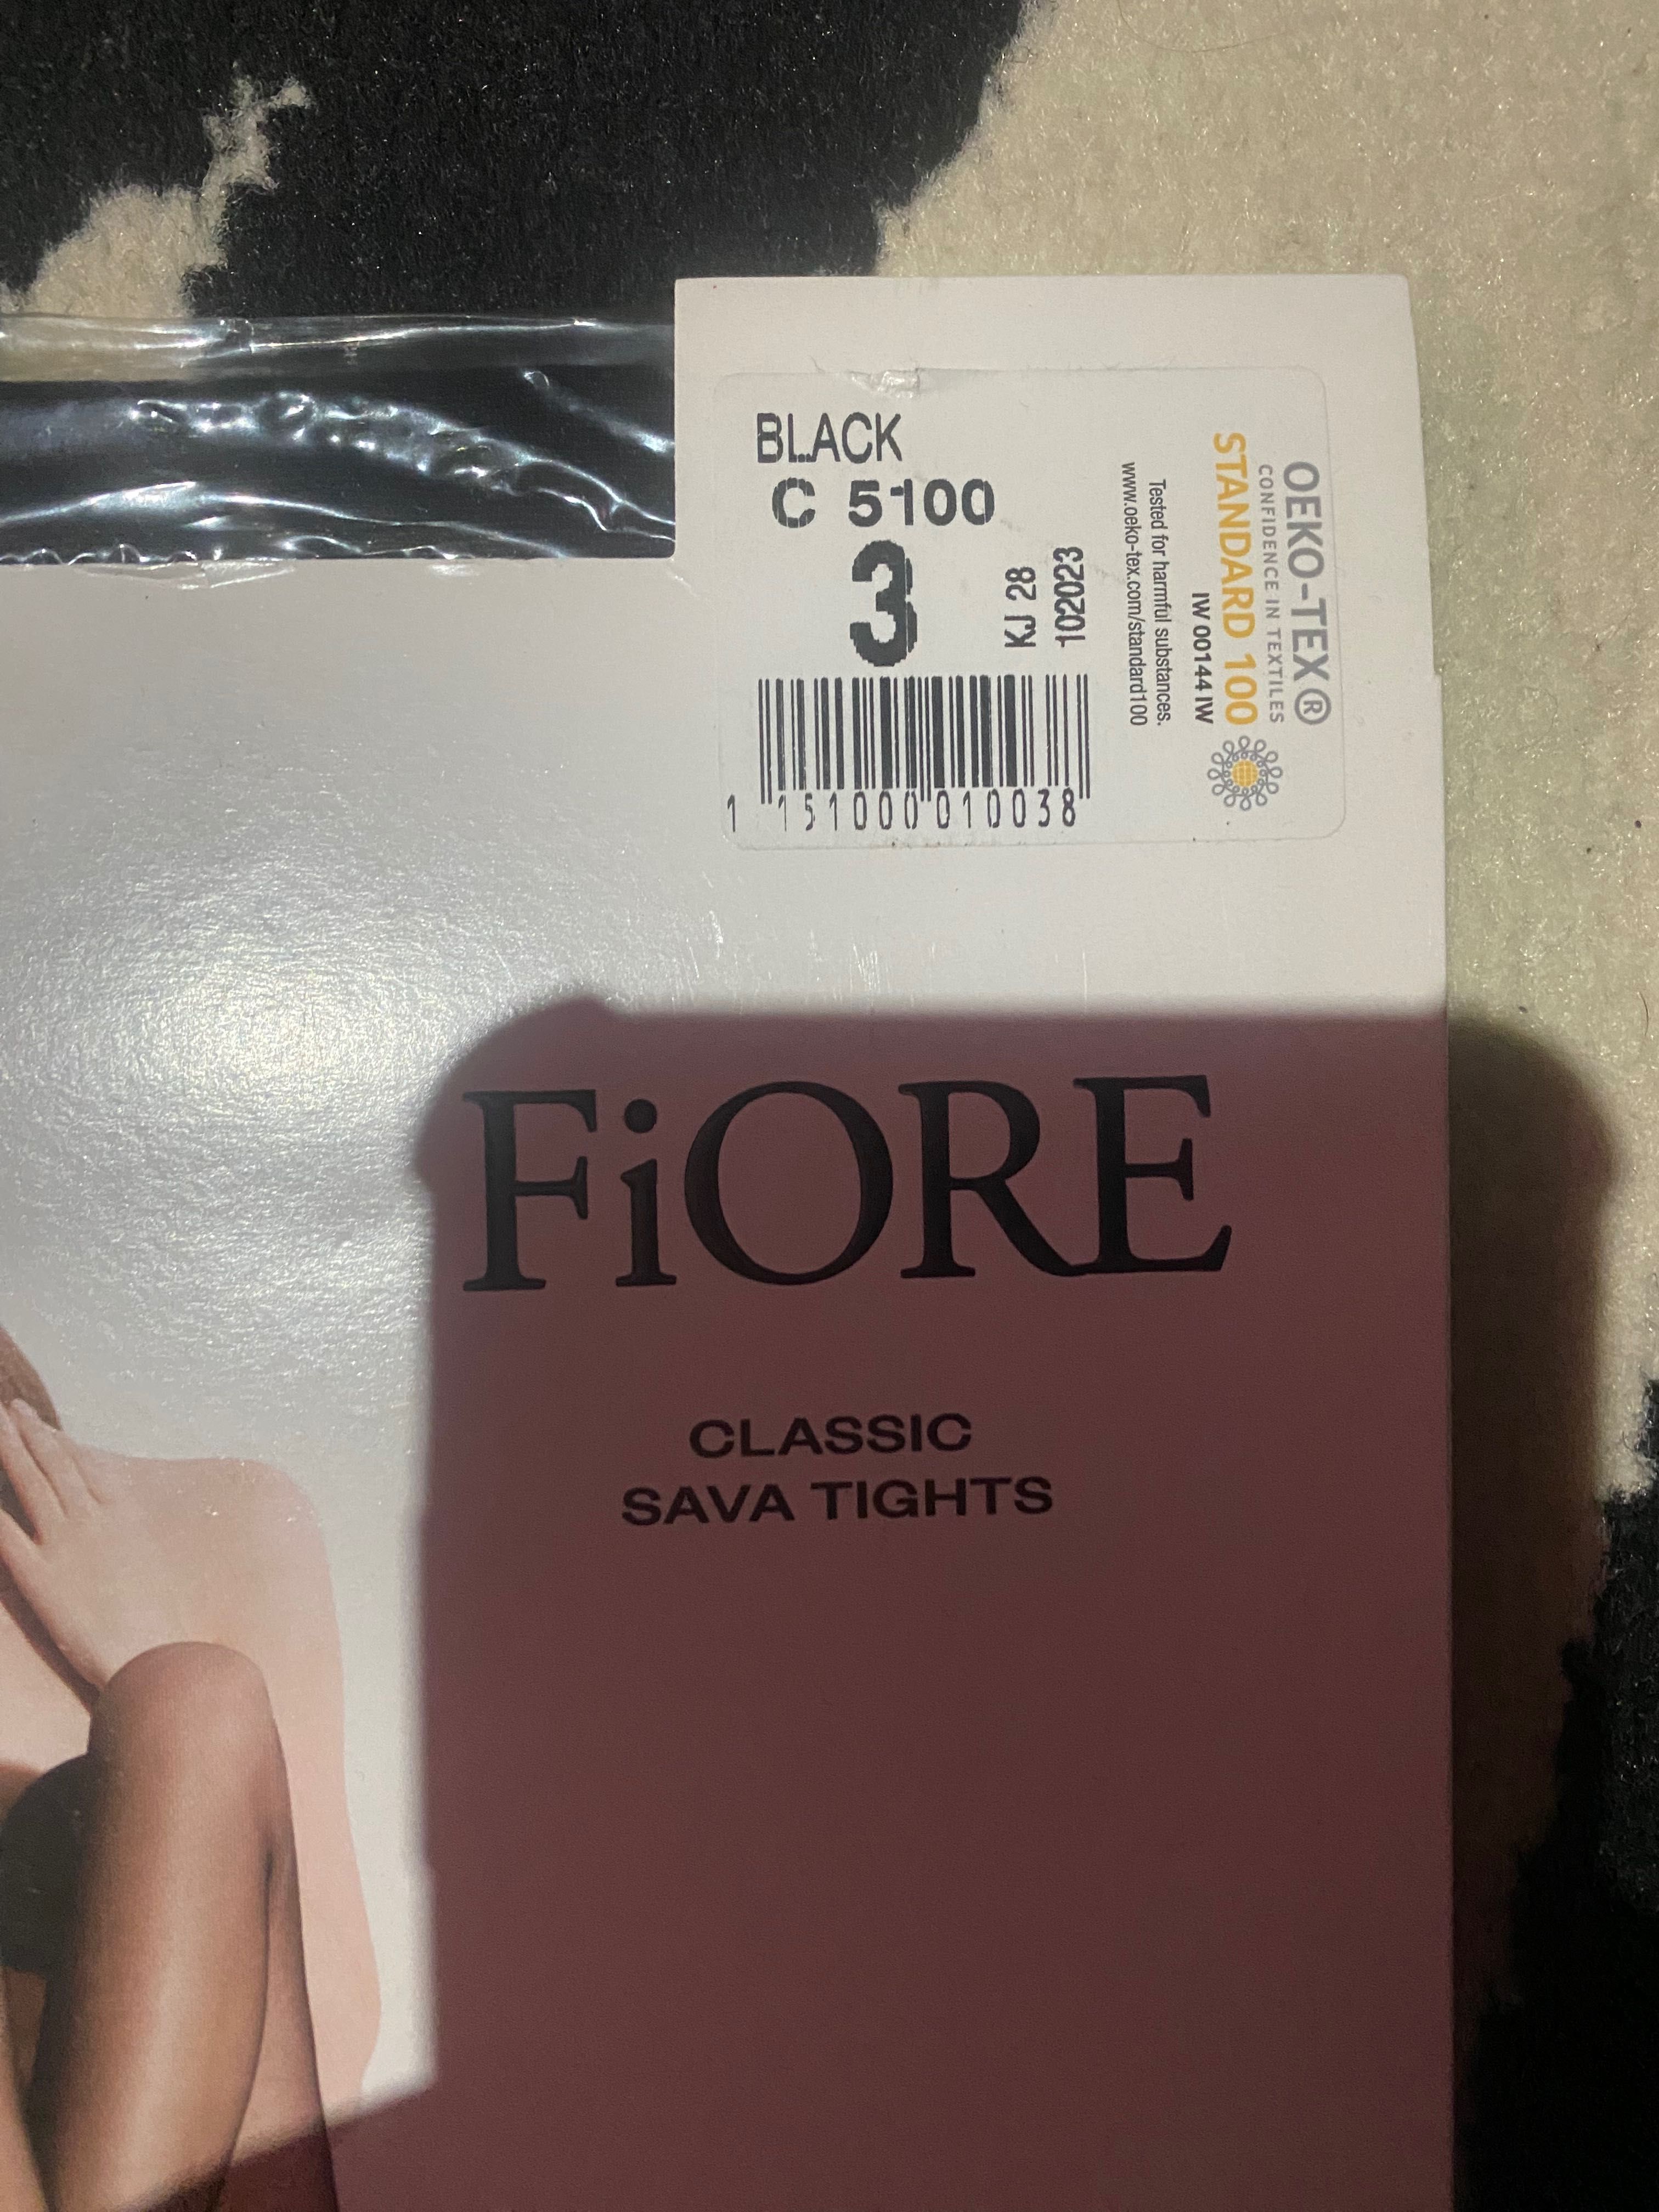 BLACK
C 5100
3
KJ 28
102023
1 151000 010038
OEKO-TEX®
CONFIDENCE IN TEXTILES
STANDARD 100
IW 00144 IW
Tested for harmful substances.
www.oeko-tex.com/standard100
FiORE
CLASSIC
SAVA TIGHTS